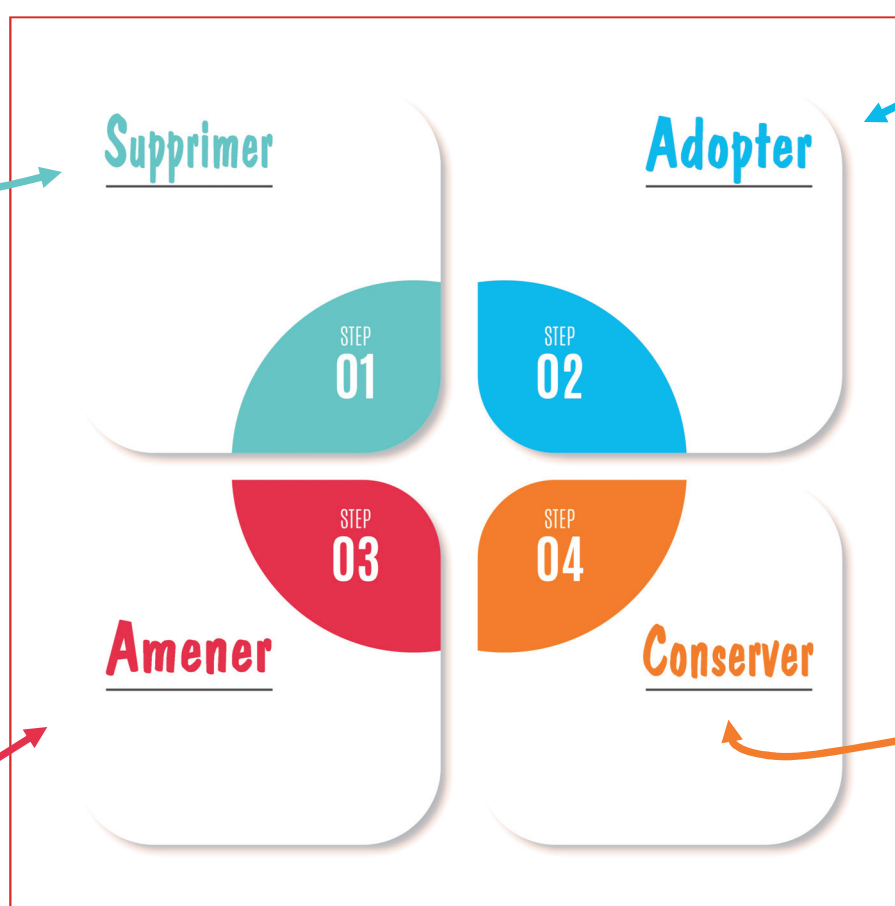 Supprimer
Adopter
STEP
01
STEP
02
STEP
03
STEP
04
Amener
Conserver